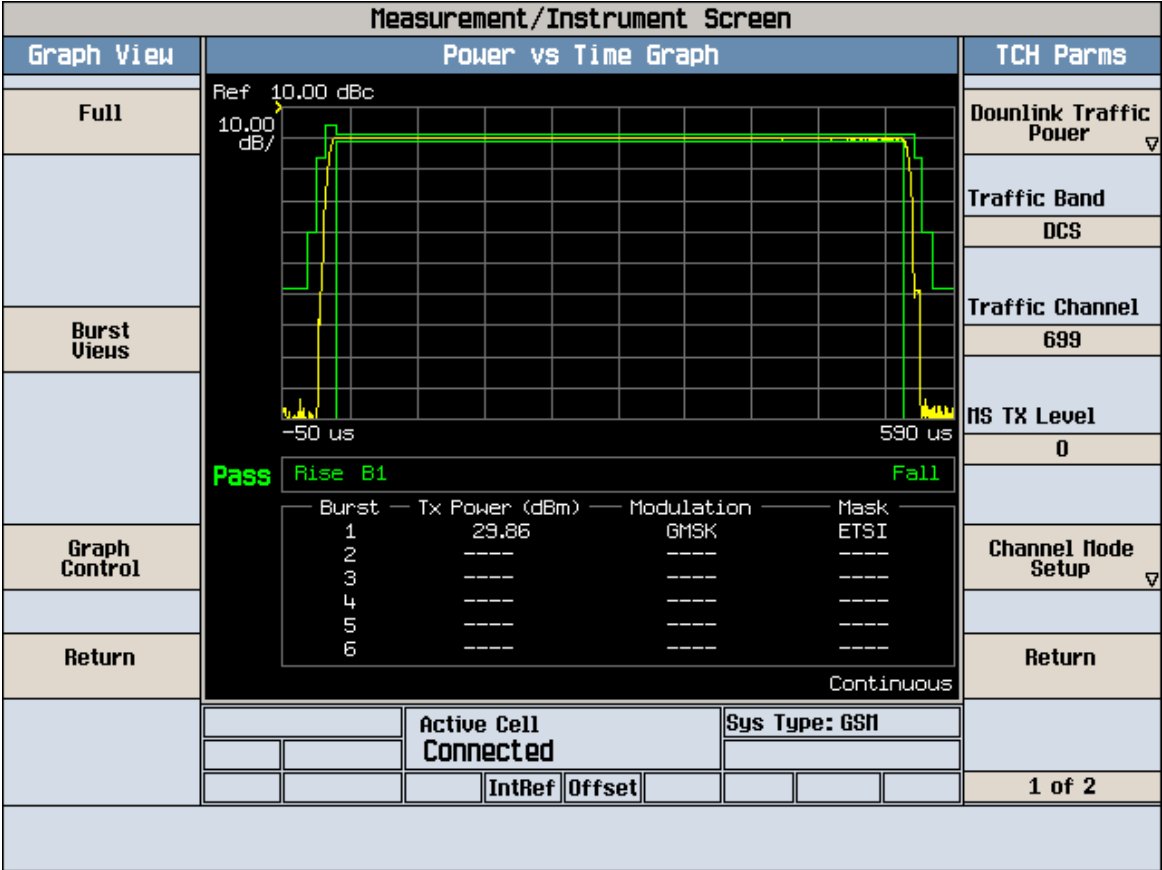 Measurement/Instrument Screen
Graph View
Power vs Time Graph
TCH Parms
Full
Burst
Views
Graph
Control
Return
Ref 10.00 dBc
10.00
dB/
-50 us
590 us
Pass
Rise B1
Fall
Burst Tx Power (dBm) Modulation Mask
1 29.86 GMSK ETSI
2 ---- ---- ----
3 ---- ---- ----
4 ---- ---- ----
5 ---- ---- ----
6 ---- ---- ----
Continuous
Downlink Traffic
Power
Traffic Band
DCS
Traffic Channel
699
MS TX Level
0
Channel Mode
Setup
Return
1 of 2
Active Cell
Connected
Sys Type: GSM
IntRef
Offset